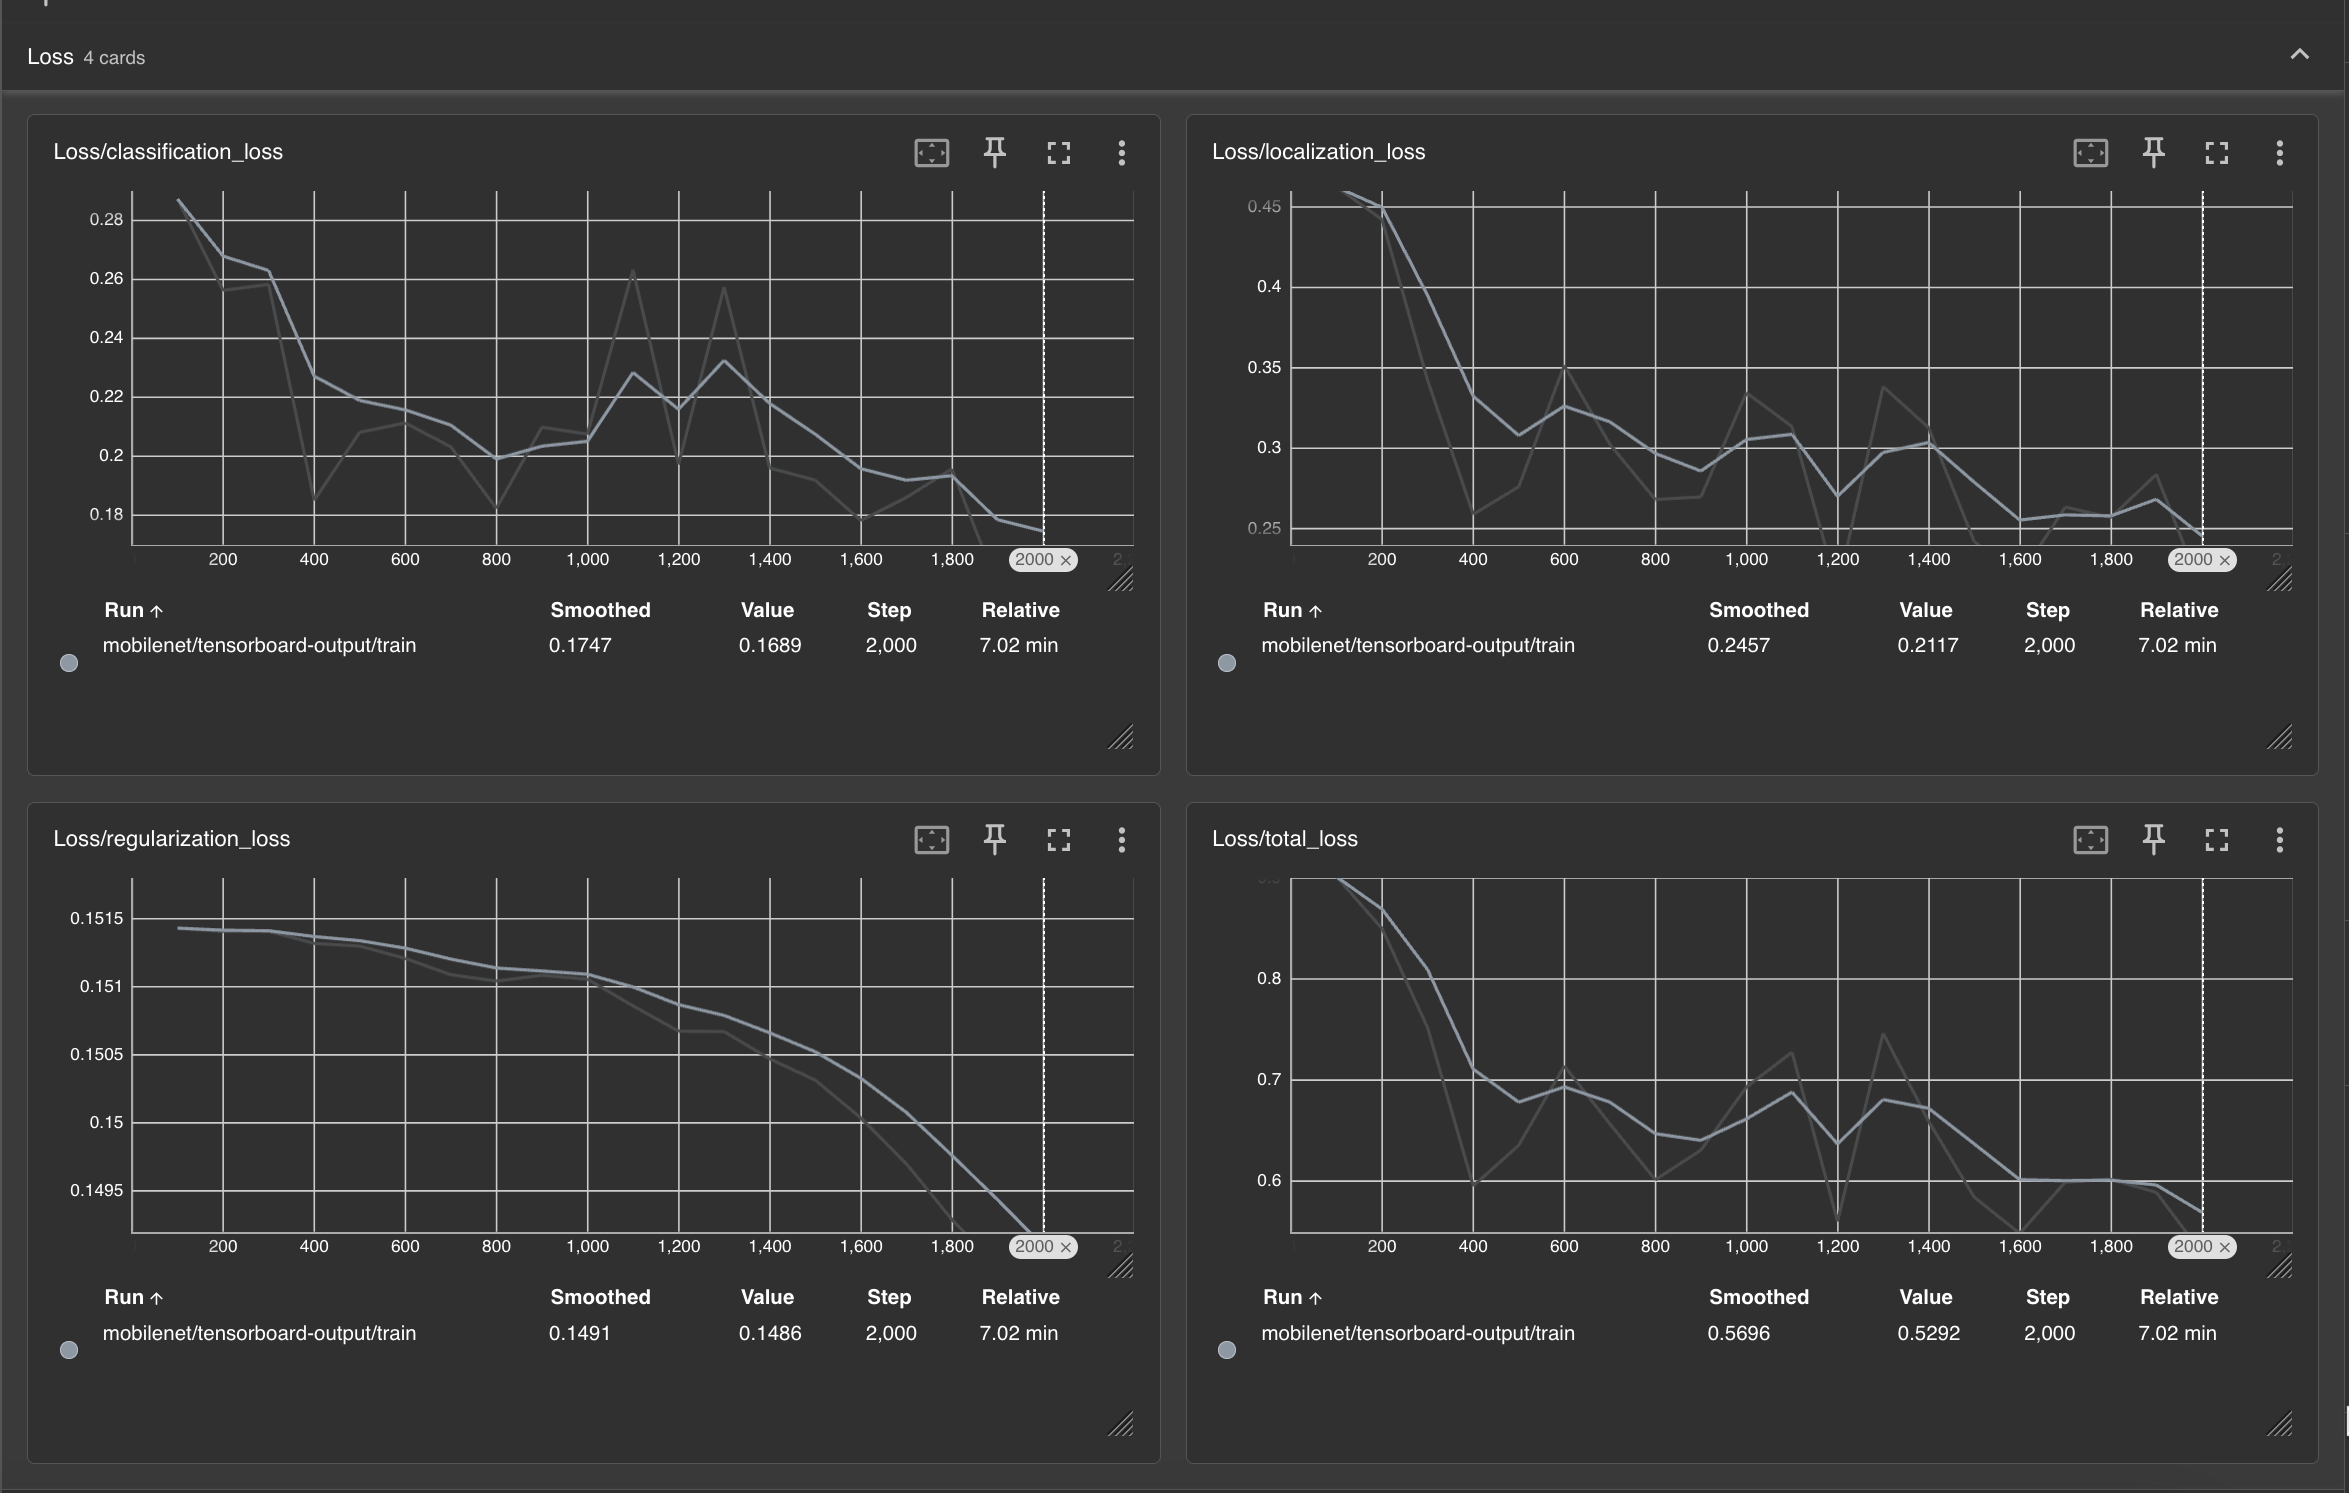 Loss 4 cards
Loss/classification_loss
0.28
0.26
0.24
0.22
0.2
0.18
200 400 600 800 1,000 1,200 1,400 1,600 1,800 2000 × 2,
Run ↑ Smoothed Value Step Relative
mobilenet/tensorboard-output/train 0.1747 0.1689 2,000 7.02 min
Loss/localization_loss
0.45
0.4
0.35
0.3
0.25
200 400 600 800 1,000 1,200 1,400 1,600 1,800 2000 × 2,
Run ↑ Smoothed Value Step Relative
mobilenet/tensorboard-output/train 0.2457 0.2117 2,000 7.02 min
Loss/regularization_loss
0.1515
0.151
0.1505
0.15
0.1495
200 400 600 800 1,000 1,200 1,400 1,600 1,800 2000 × 2,
Run ↑ Smoothed Value Step Relative
mobilenet/tensorboard-output/train 0.1491 0.1486 2,000 7.02 min
Loss/total_loss
0.8
0.7
0.6
200 400 600 800 1,000 1,200 1,400 1,600 1,800 2000 × 2,
Run ↑ Smoothed Value Step Relative
mobilenet/tensorboard-output/train 0.5696 0.5292 2,000 7.02 min